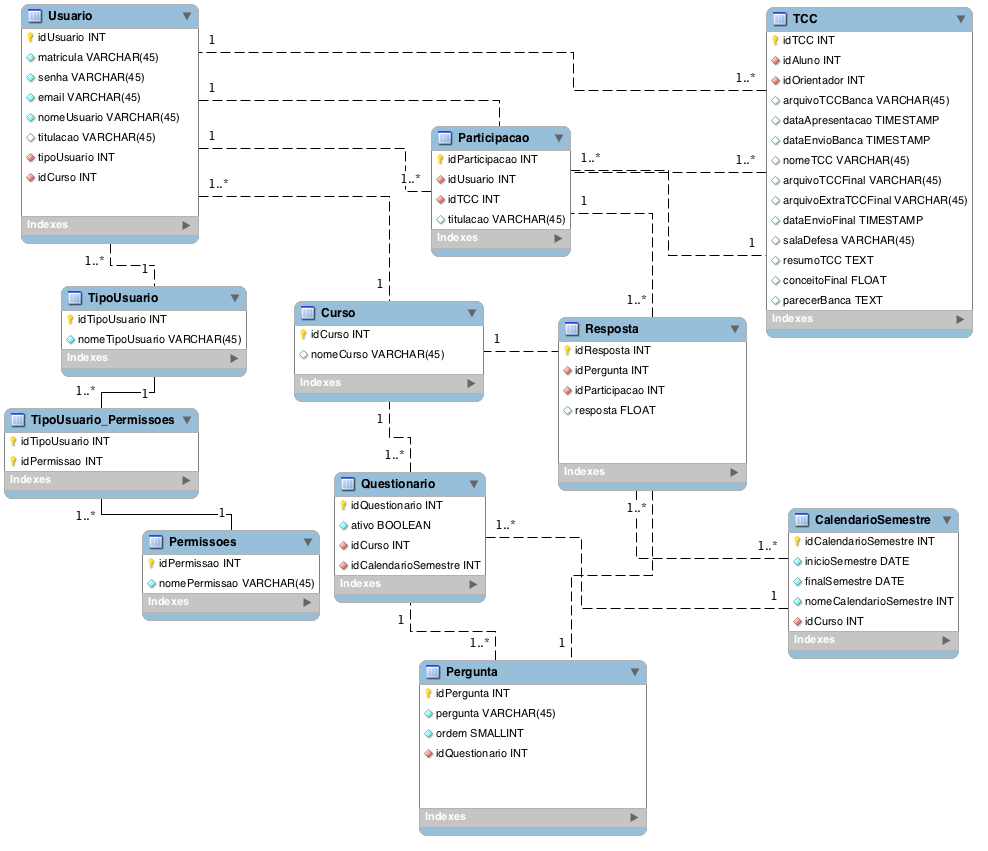 Usuario
idUsuario INT
matricula VARCHAR(45)
senha VARCHAR(45)
email VARCHAR(45)
nomeUsuario VARCHAR(45)
titulacao VARCHAR(45)
tipoUsuario INT
idCurso INT
Indexes
TCC
idTCC INT
idAluno INT
idOrientador INT
arquivoTCCBanca VARCHAR(45)
dataApresentacao TIMESTAMP
dataEnvioBanca TIMESTAMP
nomeTCC VARCHAR(45)
arquivoTCCFinal VARCHAR(45)
arquivoExtraTCCFinal VARCHAR(45)
dataEnvioFinal TIMESTAMP
salaDefesa VARCHAR(45)
resumoTCC TEXT
conceitoFinal FLOAT
parecerBanca TEXT
Indexes
Participacao
idParticipacao INT
idUsuario INT
idTCC INT
titulacao VARCHAR(45)
Indexes
1
1..*
1
1..*
1
1..*
1..*
1
1..*
1
1
1..*
1..*
1
TipoUsuario
idTipoUsuario INT
nomeTipoUsuario VARCHAR(45)
Indexes
1..*
1
TipoUsuario_Permissoes
idTipoUsuario INT
idPermissao INT
Indexes
1..*
1
Permissoes
idPermissao INT
nomePermissao VARCHAR(45)
Indexes
Curso
idCurso INT
nomeCurso VARCHAR(45)
Indexes
1
1
1..*
Resposta
idResposta INT
idPergunta INT
idParticipacao INT
resposta FLOAT
Indexes
1..*
1..*
Questionario
idQuestionario INT
ativo BOOLEAN
idCurso INT
idCalendarioSemestre INT
Indexes
1..*
1
CalendarioSemestre
idCalendarioSemestre INT
inicioSemestre DATE
finalSemestre DATE
nomeCalendarioSemestre INT
idCurso INT
Indexes
1
1..*
1
Pergunta
idPergunta INT
pergunta VARCHAR(45)
ordem SMALLINT
idQuestionario INT
Indexes